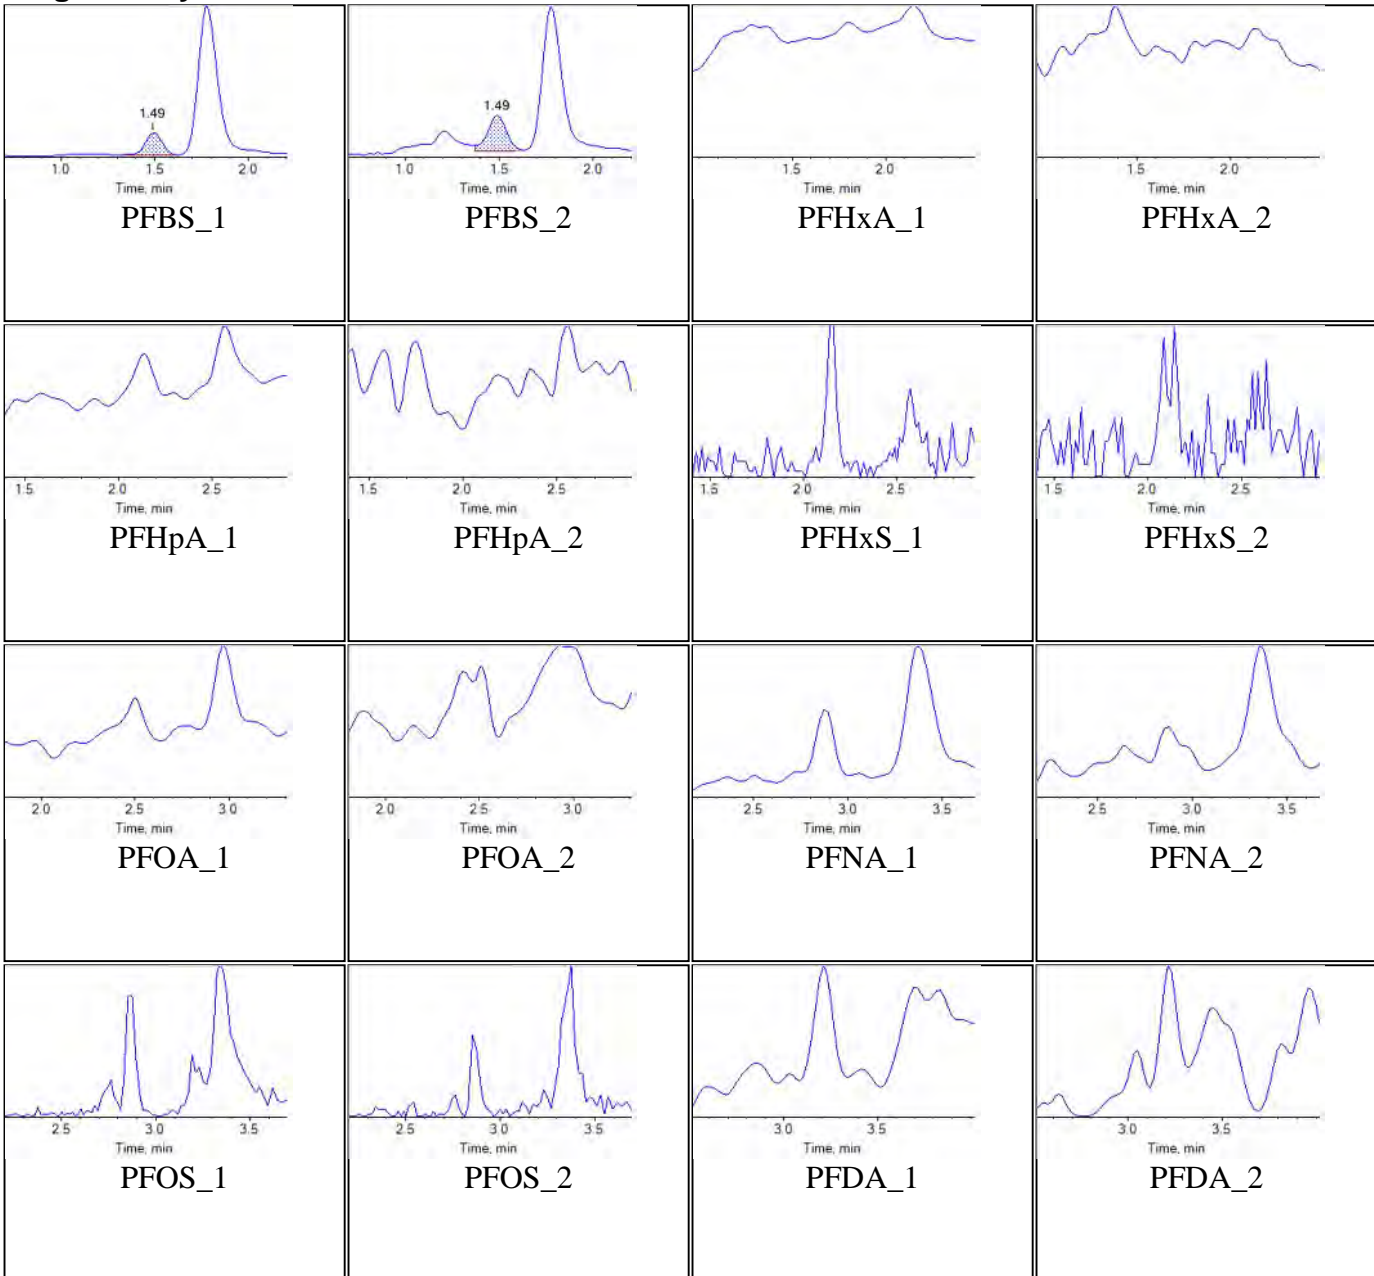 1.49
1.49
1.0 1.5 2.0
1.0 1.5 2.0
1.5 2.0
1.5 2.0
Time, min
Time, min
Time, min
Time, min
PFBS_1
PFBS_2
PFHxA_1
PFHxA_2
1.5 2.0 2.5
1.5 2.0 2.5
1.5 2.0 2.5
1.5 2.0 2.5
Time, min
Time, min
Time, min
Time, min
PFHpA_1
PFHpA_2
PFHxS_1
PFHxS_2
2.0 2.5 3.0
2.0 2.5 3.0
2.5 3.0 3.5
2.5 3.0 3.5
Time, min
Time, min
Time, min
Time, min
PFOA_1
PFOA_2
PFNA_1
PFNA_2
2.5 3.0 3.5
2.5 3.0 3.5
3.0 3.5
3.0 3.5
Time, min
Time, min
Time, min
Time, min
PFOS_1
PFOS_2
PFDA_1
PFDA_2